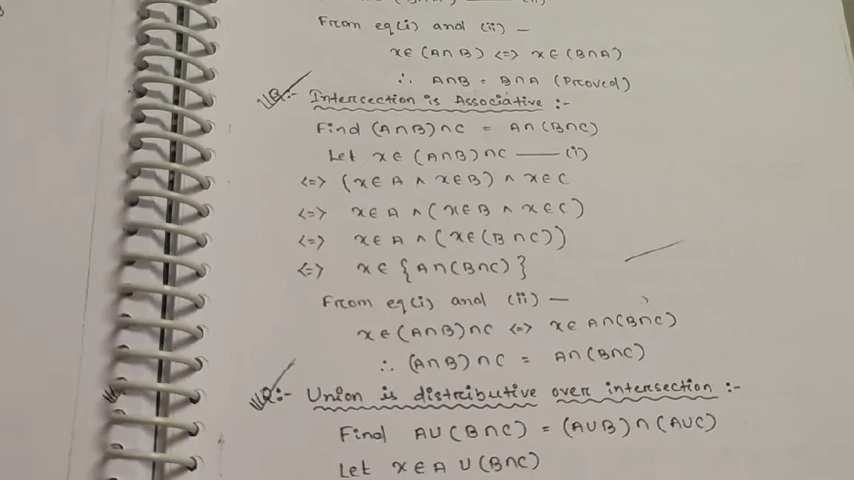 From eq(i) and (ii) –
x∈(A∩B) <=> x∈(B∩A)
∴ A∩B = B∩A (Proved)
Q:- Intersection is Associative :-
Find (A∩B)∩C = A∩(B∩C)
Let x∈(A∩B)∩C —— (i)
<=> (x∈A ∧ x∈B) ∧ x∈C
<=> x∈A ∧ (x∈B ∧ x∈C)
<=> x∈A ∧ (x∈(B∩C))
<=> x∈{A∩(B∩C)}
From eq(i) and (ii) —
x∈(A∩B)∩C <=> x∈A∩(B∩C)
∴ (A∩B)∩C = A∩(B∩C)
Q:- Union is distributive over intersection :-
Find A∪(B∩C) = (A∪B)∩(A∪C)
Let x∈A∪(B∩C)